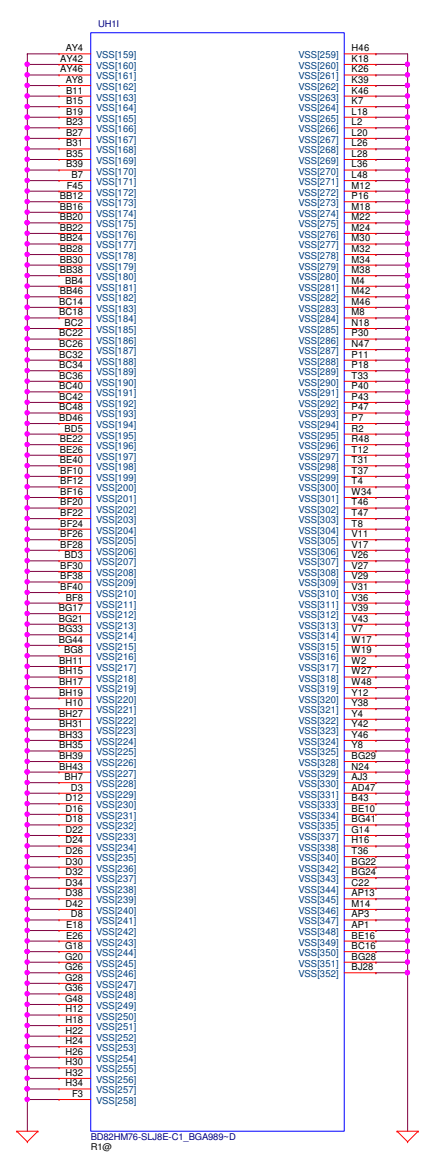 UH1I
AY4 VSS[159] VSS[259] H46
AY42 VSS[160] VSS[260] K18
AY46 VSS[161] VSS[261] K26
AY8 VSS[162] VSS[262] K39
B11 VSS[163] VSS[263] K46
B15 VSS[164] VSS[264] K7
B19 VSS[165] VSS[265] L18
B23 VSS[166] VSS[266] L2
B27 VSS[167] VSS[267] L20
B31 VSS[168] VSS[268] L26
B35 VSS[169] VSS[269] L28
B39 VSS[170] VSS[270] L36
B7 VSS[171] VSS[271] L48
F45 VSS[172] VSS[272] M12
BB12 VSS[173] VSS[273] P16
BB16 VSS[174] VSS[274] M18
BB20 VSS[175] VSS[275] M22
BB22 VSS[176] VSS[276] M24
BB24 VSS[177] VSS[277] M30
BB28 VSS[178] VSS[278] M32
BB30 VSS[179] VSS[279] M34
BB38 VSS[180] VSS[280] M38
BB4 VSS[181] VSS[281] M4
BB46 VSS[182] VSS[282] M42
BC14 VSS[183] VSS[283] M46
BC18 VSS[184] VSS[284] M8
BC2 VSS[185] VSS[285] N18
BC22 VSS[186] VSS[286] P30
BC26 VSS[187] VSS[287] N47
BC32 VSS[188] VSS[288] P11
BC34 VSS[189] VSS[289] P18
BC36 VSS[190] VSS[290] T33
BC40 VSS[191] VSS[291] P40
BC42 VSS[192] VSS[292] P43
BC48 VSS[193] VSS[293] P47
BD46 VSS[194] VSS[294] P7
BD5 VSS[195] VSS[295] R2
BE22 VSS[196] VSS[296] R48
BE26 VSS[197] VSS[297] T12
BE40 VSS[198] VSS[298] T31
BF10 VSS[199] VSS[299] T37
BF12 VSS[200] VSS[300] T4
BF16 VSS[201] VSS[301] W34
BF20 VSS[202] VSS[302] T46
BF22 VSS[203] VSS[303] T47
BF24 VSS[204] VSS[304] T8
BF26 VSS[205] VSS[305] V11
BF28 VSS[206] VSS[306] V17
BD3 VSS[207] VSS[307] V26
BF30 VSS[208] VSS[308] V27
BF38 VSS[209] VSS[309] V29
BF40 VSS[210] VSS[310] V31
BF8 VSS[211] VSS[311] V36
BG17 VSS[212] VSS[312] V39
BG21 VSS[213] VSS[313] V43
BG33 VSS[214] VSS[314] V7
BG44 VSS[215] VSS[315] W17
BG8 VSS[216] VSS[316] W19
BH11 VSS[217] VSS[317] W2
BH15 VSS[218] VSS[318] W27
BH17 VSS[219] VSS[319] W48
BH19 VSS[220] VSS[320] Y12
H10 VSS[221] VSS[321] Y38
BH27 VSS[222] VSS[322] Y4
BH31 VSS[223] VSS[323] Y42
BH33 VSS[224] VSS[324] Y46
BH35 VSS[225] VSS[325] Y8
BH39 VSS[226] VSS[328] BG29
BH43 VSS[227] VSS[329] N24
BH7 VSS[228] VSS[330] AJ3
D3 VSS[229] VSS[331] AD47
D12 VSS[230] VSS[333] B43
D16 VSS[231] VSS[334] BE10
D18 VSS[232] VSS[335] BG41
D22 VSS[233] VSS[337] G14
D24 VSS[234] VSS[338] H16
D26 VSS[235] VSS[340] T36
D30 VSS[236] VSS[342] BG22
D32 VSS[237] VSS[343] BG24
D34 VSS[238] VSS[344] C22
D38 VSS[239] VSS[345] AP13
D42 VSS[240] VSS[346] M14
D8 VSS[241] VSS[347] AP3
E18 VSS[242] VSS[348] AP1
E26 VSS[243] VSS[349] BE16
G18 VSS[244] VSS[350] BC16
G20 VSS[245] VSS[351] BG28
G26 VSS[246] VSS[352] BJ28
G28 VSS[247]
G36 VSS[248]
G48 VSS[249]
H12 VSS[250]
H18 VSS[251]
H22 VSS[252]
H24 VSS[253]
H26 VSS[254]
H30 VSS[255]
H32 VSS[256]
H34 VSS[257]
F3 VSS[258]
BD82HM76-SLJ8E-C1_BGA989~D
R1@